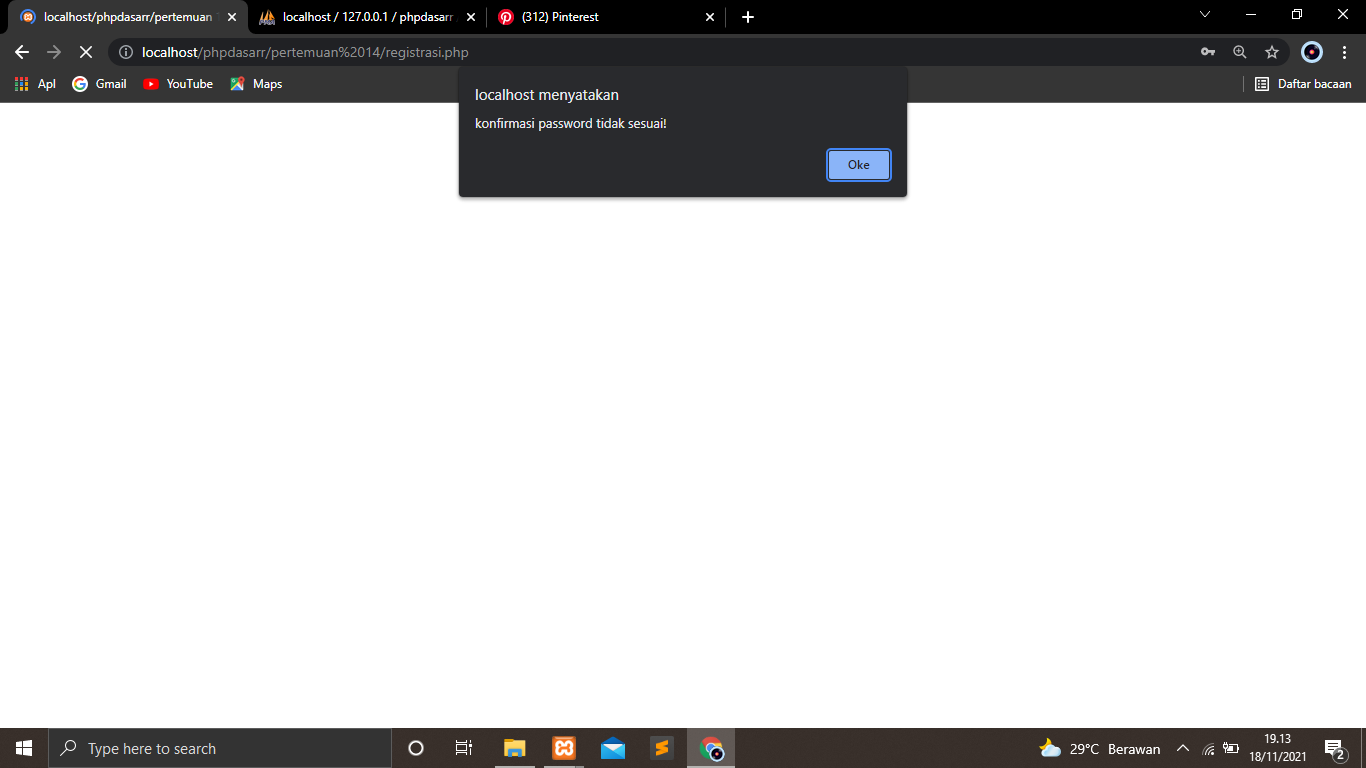 localhost/phpdasarr/pertemuan
localhost / 127.0.0.1 / phpdasarr
(312) Pinterest
localhost/phpdasarr/pertemuan%2014/registrasi.php
Apl
Gmail
YouTube
Maps
Daftar bacaan
localhost menyatakan
konfirmasi password tidak sesuai!
Oke
Type here to search
29°C Berawan
19.13
18/11/2021
2